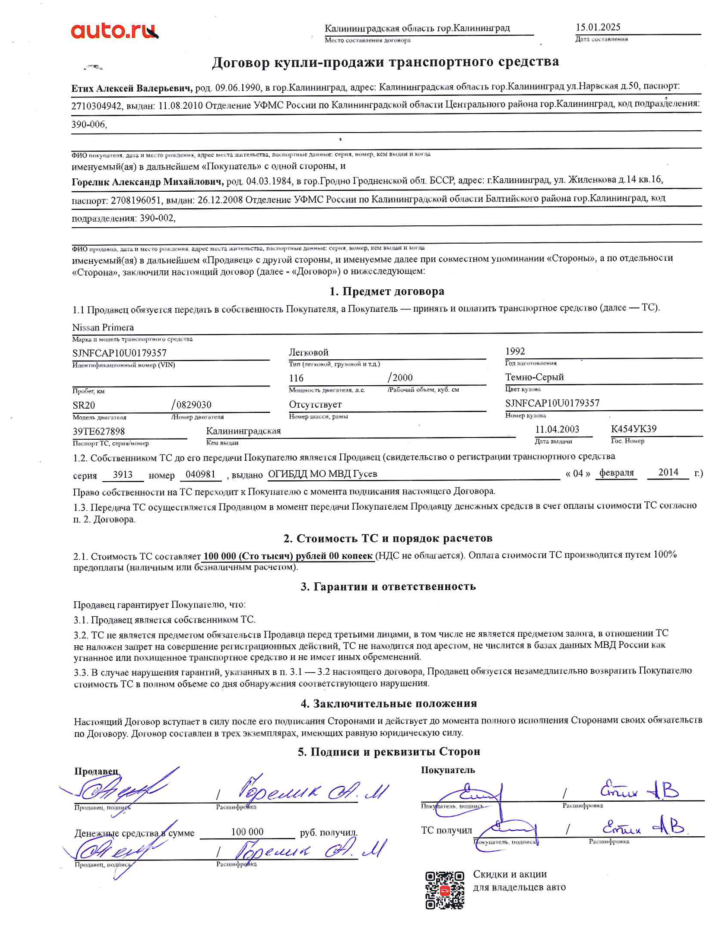 auto.ru
Калининградская область гор.Калининград
15.01.2025
Место составления договора
Дата составления
Договор купли-продажи транспортного средства
Етих Алексей Валерьевич, род. 09.06.1990, в гор.Калининград, адрес: Калининградская область гор.Калининград ул.Нарвская д.50, паспорт:
2710304942, выдан: 11.08.2010 Отделение УФМС России по Калининградской области Центрального района гор.Калининград, код подразделения:
390-006,
ФИО покупателя, дата и место рождения, адрес места жительства, паспортные данные: серия, номер, кем выдан и когда
именуемый(ая) в дальнейшем «Покупатель» с одной стороны, и
Горелик Александр Михайлович, род. 04.03.1984, в гор.Гродно Гродненской обл. БССР, адрес: г.Калининград, ул. Жиленкова д.14 кв.16,
паспорт: 2708196051, выдан: 26.12.2008 Отделение УФМС России по Калининградской области Балтийского района гор.Калининград, код
подразделения: 390-002,
ФИО продавца, дата и место рождения, адрес места жительства, паспортные данные: серия, номер, кем выдан и когда
именуемый(ая) в дальнейшем «Продавец» с другой стороны, и именуемые далее при совместном упоминании «Стороны», а по отдельности
«Сторона», заключили настоящий договор (далее - «Договор») о нижеследующем:
1. Предмет договора
1.1 Продавец обязуется передать в собственность Покупателя, а Покупатель — принять и оплатить транспортное средство (далее — ТС).
Nissan Primera
Марка и модель транспортного средства
SJNFCAP10U0179357 Легковой 1992
Идентификационный номер (VIN) Тип (легковой, грузовой и т.д.) Год изготовления
116 /2000 Темно-Серый
Пробег, км Мощность двигателя, л.с. /Рабочий объем, куб. см Цвет кузова
SR20 /0829030 Отсутствует SJNFCAP10U0179357
Модель двигателя /Номер двигателя Номер шасси, рамы Номер кузова
39ТЕ627898 Калининградская 11.04.2003 К454УК39
Паспорт ТС, серия/номер Кем выдан Дата выдачи Гос. Номер
1.2. Собственником ТС до его передачи Покупателю является Продавец (свидетельство о регистрации транспортного средства
серия 3913 номер 040981 , выдано ОГИБДД МО МВД Гусев « 04 » февраля 2014 г.)
Право собственности на ТС переходит к Покупателю с момента подписания настоящего Договора.
1.3. Передача ТС осуществляется Продавцом в момент передачи Покупателем Продавцу денежных средств в счет оплаты стоимости ТС согласно
п. 2. Договора.
2. Стоимость ТС и порядок расчетов
2.1. Стоимость ТС составляет 100 000 (Сто тысяч) рублей 00 копеек (НДС не облагается). Оплата стоимости ТС производится путем 100%
предоплаты (наличным или безналичным расчетом).
3. Гарантии и ответственность
Продавец гарантирует Покупателю, что:
3.1. Продавец является собственником ТС.
3.2. ТС не является предметом обязательств Продавца перед третьими лицами, в том числе не является предметом залога, в отношении ТС
не наложен запрет на совершение регистрационных действий, ТС не находится под арестом, не числится в базах данных МВД России как
угнанное или похищенное транспортное средство и не имеет иных обременений.
3.3. В случае нарушения гарантий, указанных в п. 3.1 — 3.2 настоящего договора, Продавец обязуется незамедлительно возвратить Покупателю
стоимость ТС в полном объеме со дня обнаружения соответствующего нарушения.
4. Заключительные положения
Настоящий Договор вступает в силу после его подписания Сторонами и действует до момента полного исполнения Сторонами своих обязательств
по Договору. Договор составлен в трех экземплярах, имеющих равную юридическую силу.
5. Подписи и реквизиты Сторон
Продавец Покупатель
/ Горелик А. М / Етих АВ
Продавец, подпись Расшифровка Покупатель, подпись Расшифровка
Денежные средства в сумме 100 000 руб. получил. ТС получил / Етих АВ
Покупатель, подпись Расшифровка
/ Горелик А. М
Продавец, подпись Расшифровка
Скидки и акции
для владельцев авто